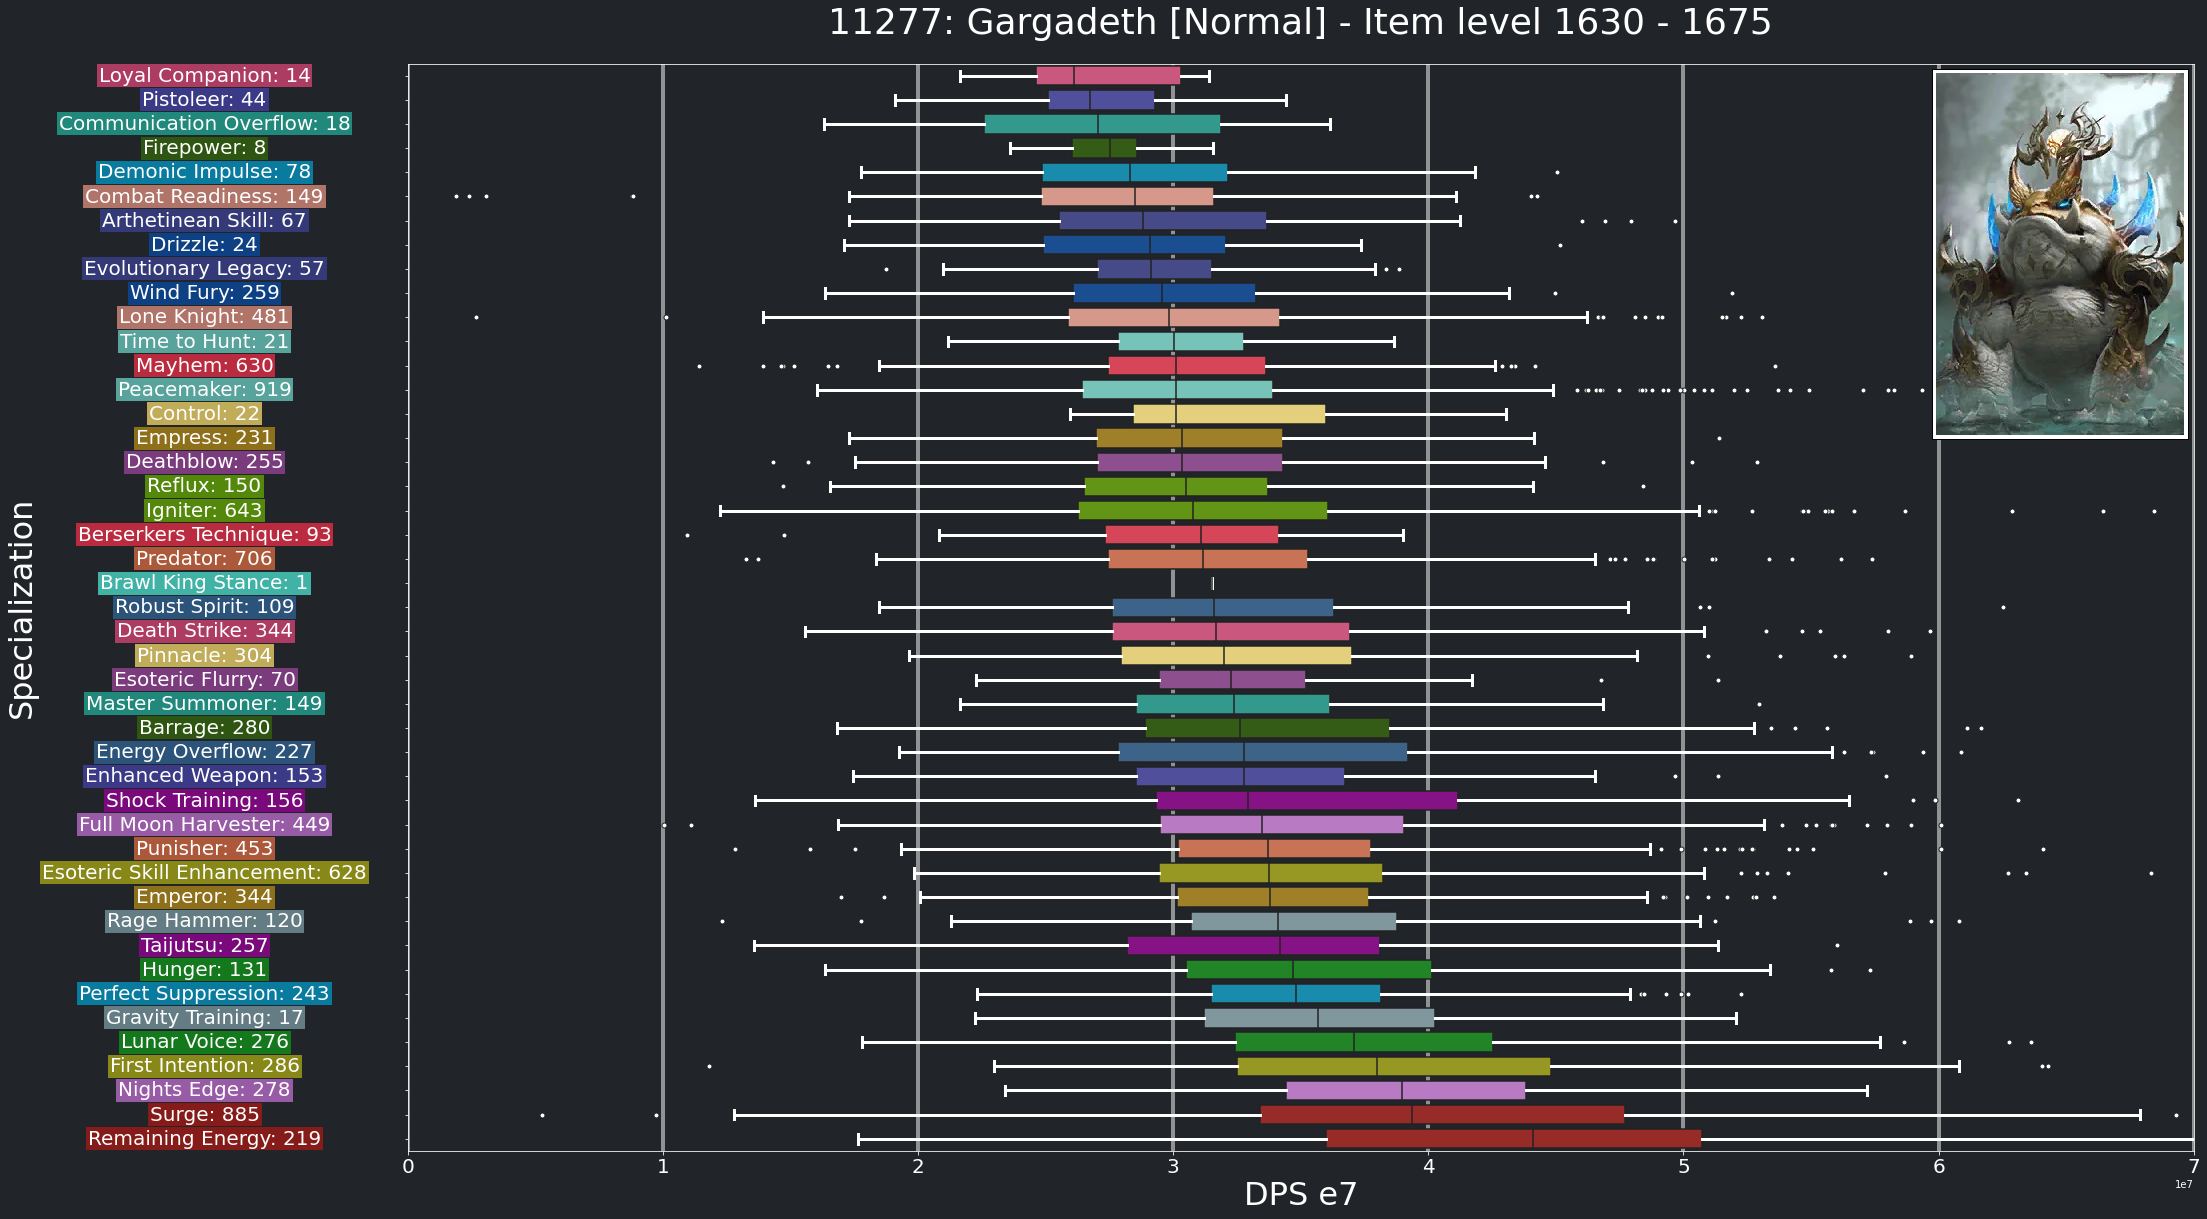 11277: Gargadeth [Normal] - Item level 1630 - 1675
Specialization
Loyal Companion: 14
Pistoleer: 44
Communication Overflow: 18
Firepower: 8
Demonic Impulse: 78
Combat Readiness: 149
Arthetinean Skill: 67
Drizzle: 24
Evolutionary Legacy: 57
Wind Fury: 259
Lone Knight: 481
Time to Hunt: 21
Mayhem: 630
Peacemaker: 919
Control: 22
Empress: 231
Deathblow: 255
Reflux: 150
Igniter: 643
Berserkers Technique: 93
Predator: 706
Brawl King Stance: 1
Robust Spirit: 109
Death Strike: 344
Pinnacle: 304
Esoteric Flurry: 70
Master Summoner: 149
Barrage: 280
Energy Overflow: 227
Enhanced Weapon: 153
Shock Training: 156
Full Moon Harvester: 449
Punisher: 453
Esoteric Skill Enhancement: 628
Emperor: 344
Rage Hammer: 120
Taijutsu: 257
Hunger: 131
Perfect Suppression: 243
Gravity Training: 17
Lunar Voice: 276
First Intention: 286
Nights Edge: 278
Surge: 885
Remaining Energy: 219
0 1 2 3 4 5 6 7
1e7
DPS e7